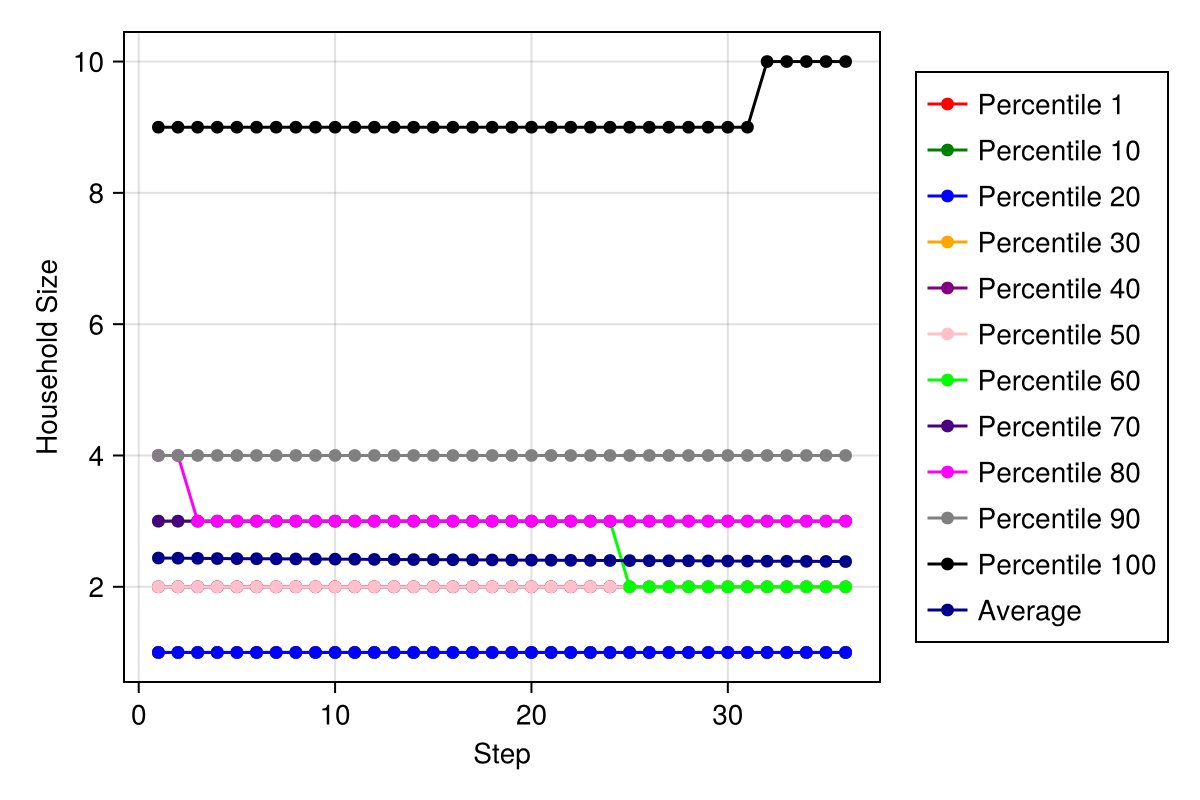 10
8
6
4
2
Household Size
0 10 20 30
Step
Percentile 1
Percentile 10
Percentile 20
Percentile 30
Percentile 40
Percentile 50
Percentile 60
Percentile 70
Percentile 80
Percentile 90
Percentile 100
Average